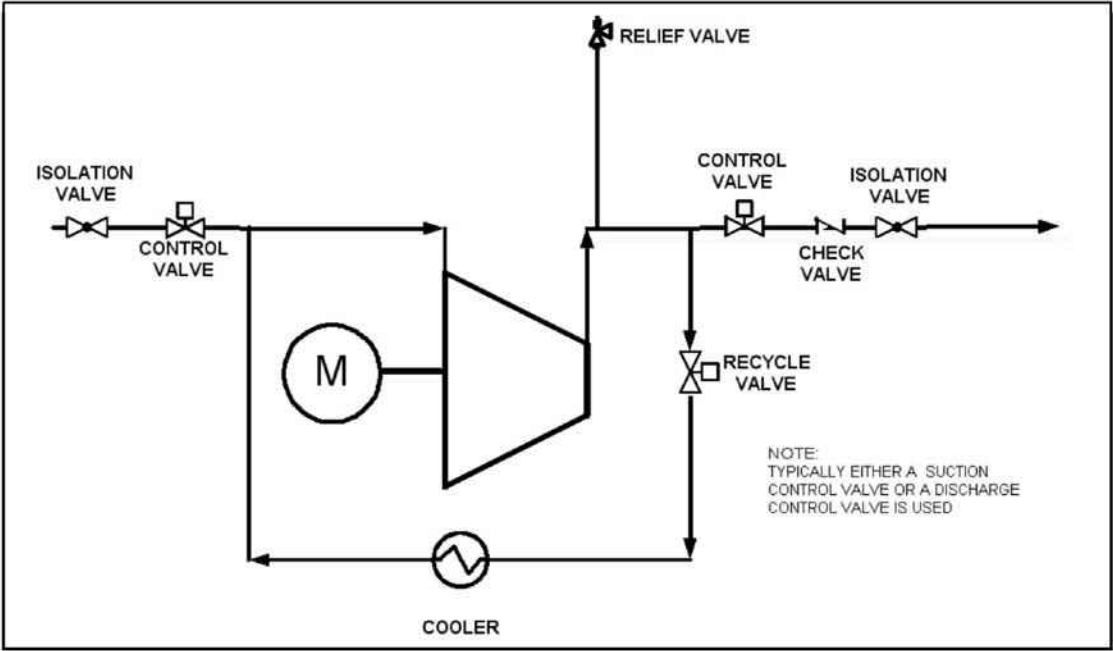 RELIEF VALVE
ISOLATION
VALVE
CONTROL
VALVE
CONTROL
VALVE
CHECK
VALVE
ISOLATION
VALVE
M
RECYCLE
VALVE
NOTE:
TYPICALLY EITHER A SUCTION
CONTROL VALVE OR A DISCHARGE
CONTROL VALVE IS USED
COOLER